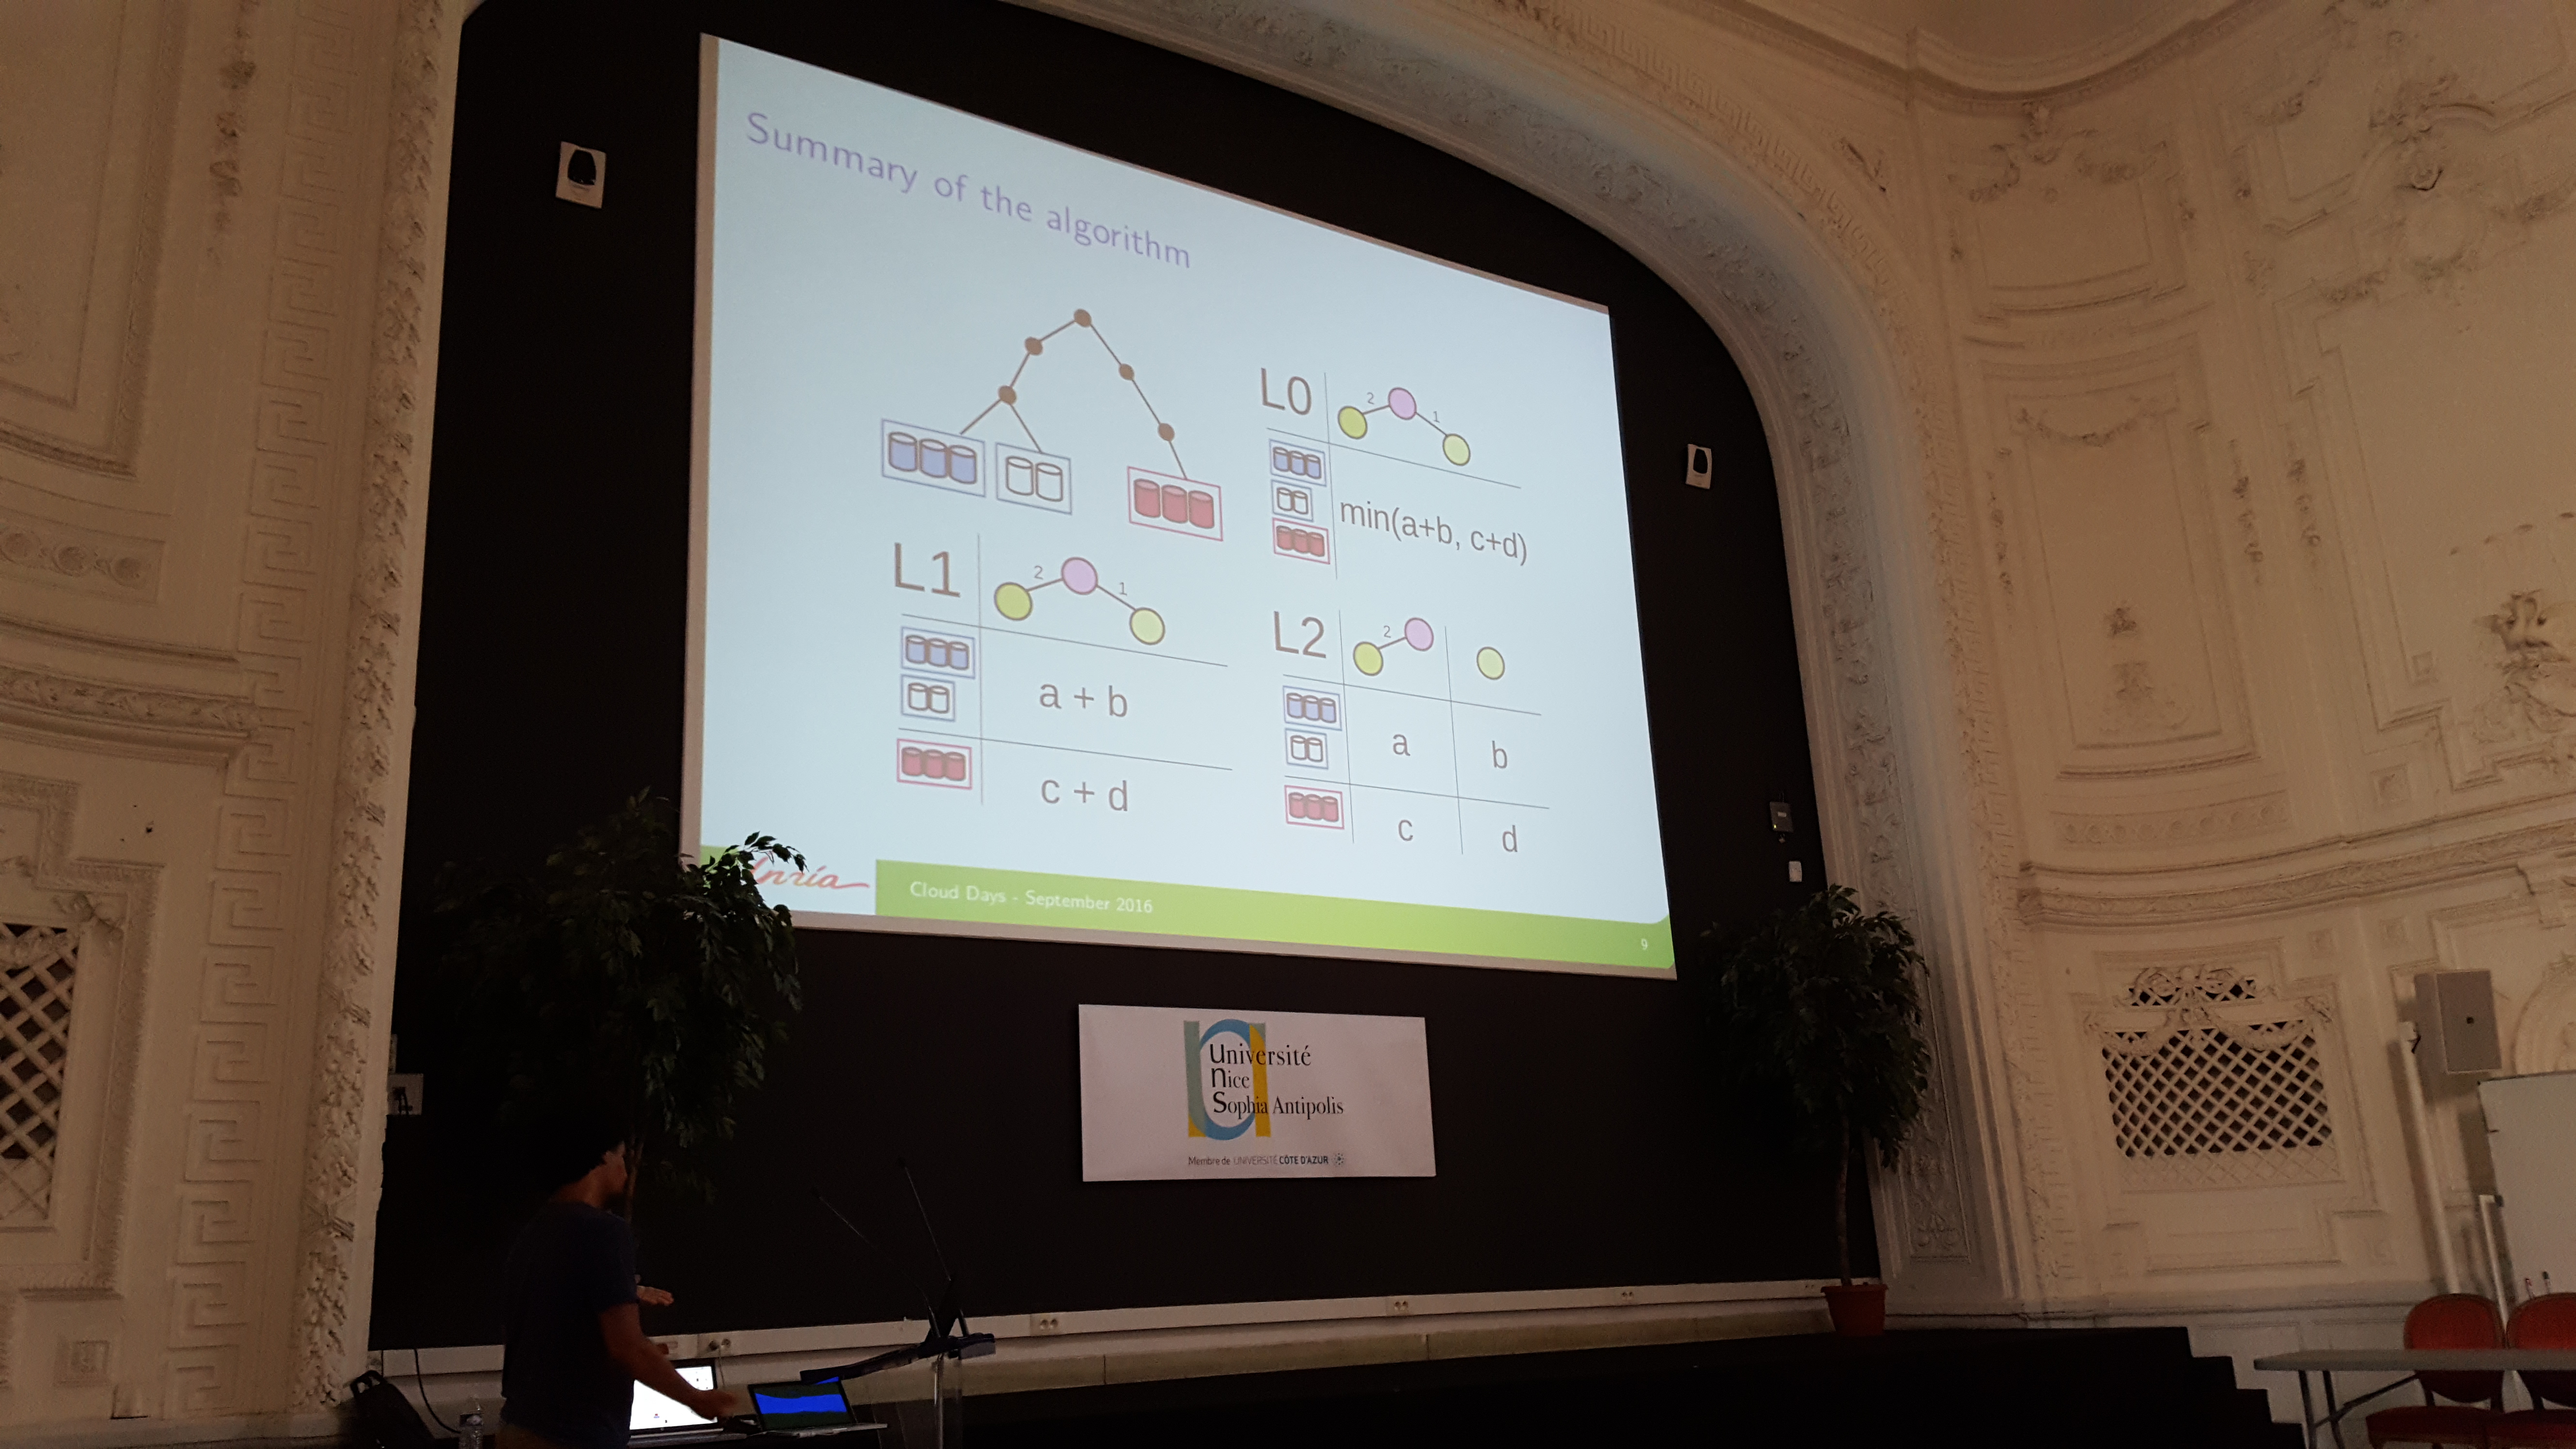 Summary of the algorithm
L0
2
1
min(a+b, c+d)
L1
2
1
a + b
c + d
L2
2
a
b
c
d
Inria
Cloud Days - September 2016
9
université
nice
Sophia Antipolis
Membre de UNIVERSITÉ CÔTE D'AZUR